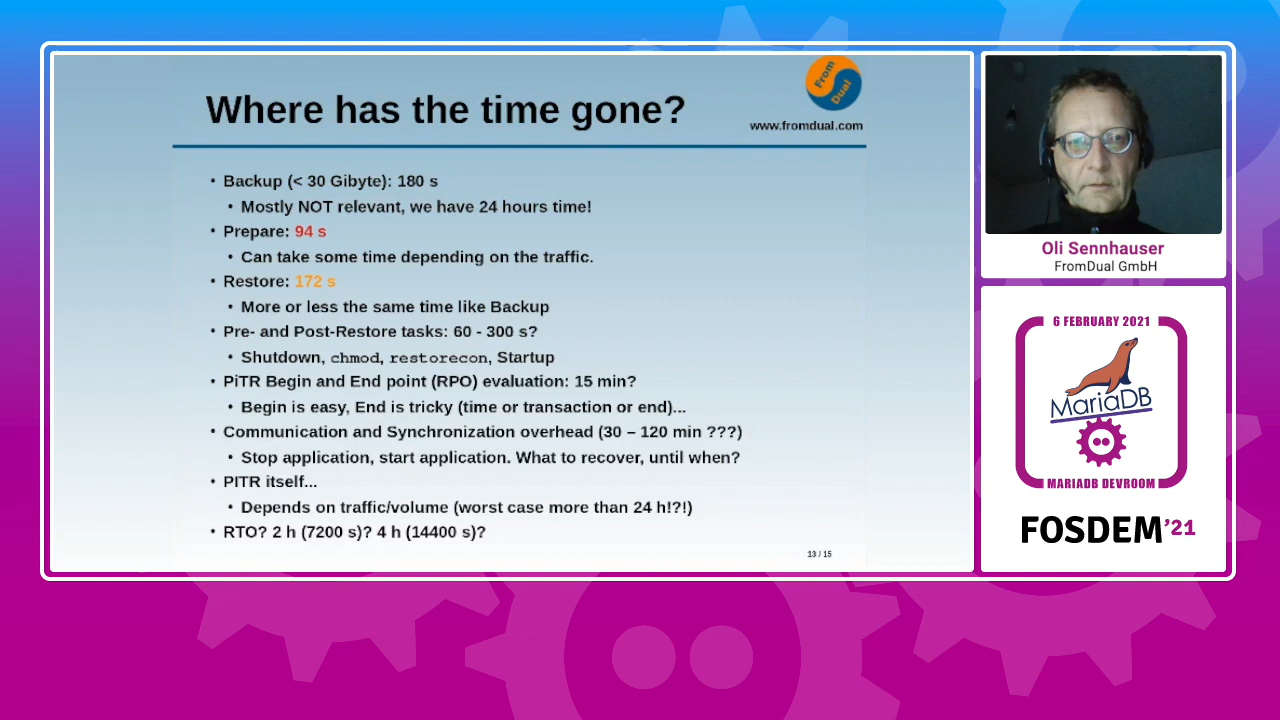 Where has the time gone?
From
Dual
www.fromdual.com
• Backup (< 30 Gibyte): 180 s
• Mostly NOT relevant, we have 24 hours time!
• Prepare: 94 s
• Can take some time depending on the traffic.
• Restore: 172 s
• More or less the same time like Backup
• Pre- and Post-Restore tasks: 60 - 300 s?
• Shutdown, chmod, restorecon, Startup
• PiTR Begin and End point (RPO) evaluation: 15 min?
• Begin is easy, End is tricky (time or transaction or end)...
• Communication and Synchronization overhead (30 – 120 min ???)
• Stop application, start application. What to recover, until when?
• PITR itself...
• Depends on traffic/volume (worst case more than 24 h!?!)
• RTO? 2 h (7200 s)? 4 h (14400 s)?
13 / 15
Oli Sennhauser
FromDual GmbH
6 FEBRUARY 2021
MariaDB
MARIADB DEVROOM
FOSDEM'21